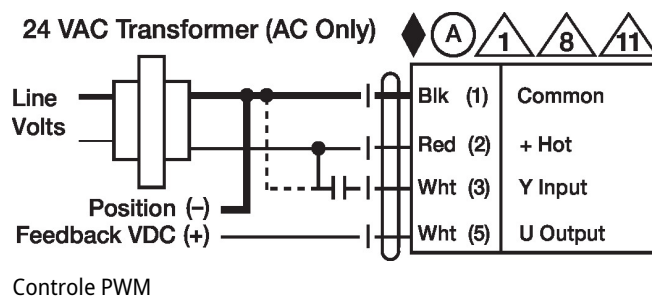 24 VAC Transformer (AC Only)
A
1
8
11
Line
Volts
Blk (1) Common
Red (2) + Hot
Wht (3) Y Input
Wht (5) U Output
Position (–)
Feedback VDC (+)
Controle PWM